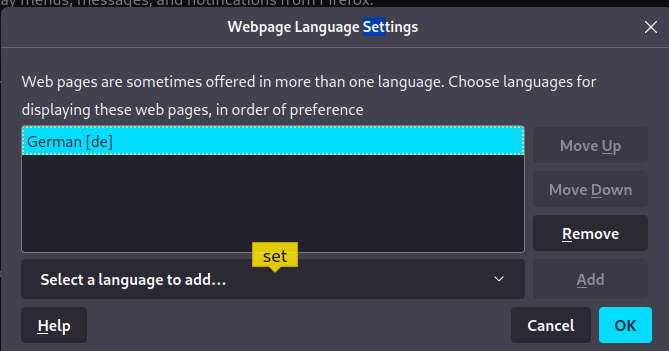 ay menus, messages, and notifications from Firefox.
Webpage Language Settings
Web pages are sometimes offered in more than one language. Choose languages for
displaying these web pages, in order of preference
German [de]
Move Up
Move Down
Remove
set
Select a language to add...
Add
Help
Cancel
OK